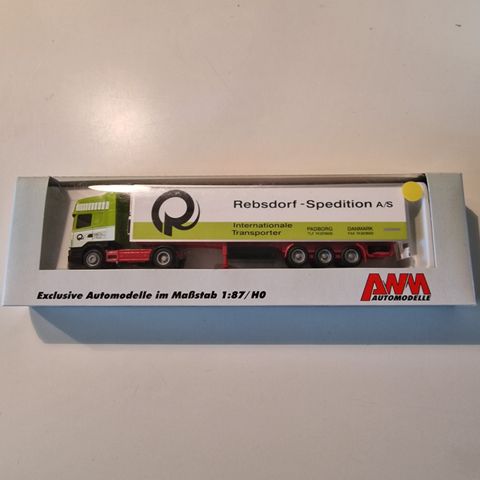 Rebsdorf-Spedition A/S
Internationale
Transporter
PADBORG DANMARK
Exclusive Automodelle im Maßstab 1:87/H0
AWM
AUTOMODELLE